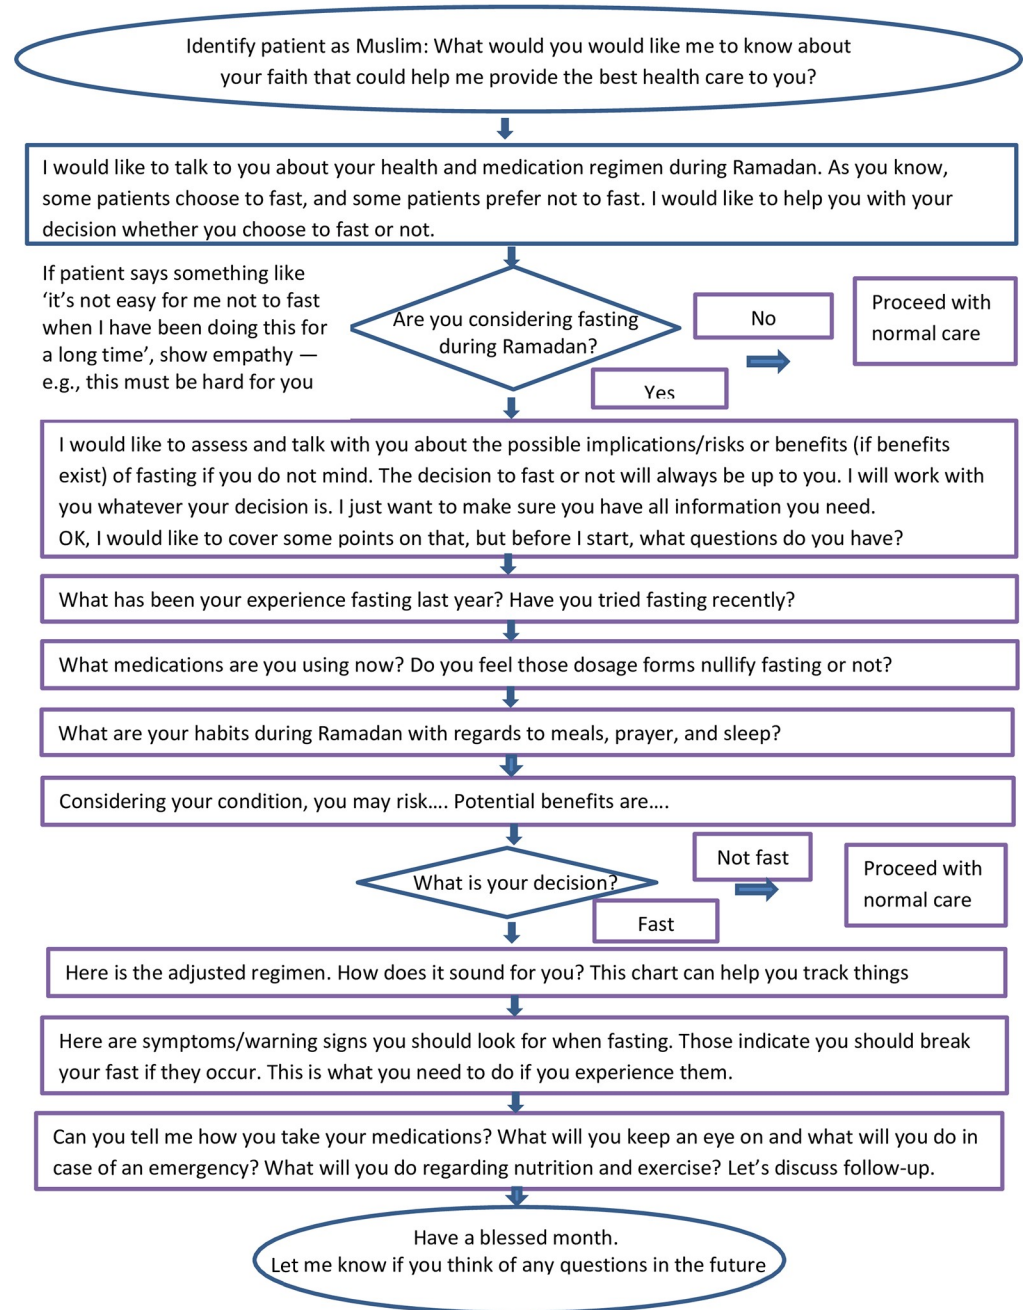 Identify patient as Muslim: What would you would like me to know about
your faith that could help me provide the best health care to you?
I would like to talk to you about your health and medication regimen during Ramadan. As you know,
some patients choose to fast, and some patients prefer not to fast. I would like to help you with your
decision whether you choose to fast or not.
If patient says something like
‘it’s not easy for me not to fast
when I have been doing this for
a long time’, show empathy —
e.g., this must be hard for you
Are you considering fasting
during Ramadan?
No
Proceed with
normal care
Yes
I would like to assess and talk with you about the possible implications/risks or benefits (if benefits
exist) of fasting if you do not mind. The decision to fast or not will always be up to you. I will work with
you whatever your decision is. I just want to make sure you have all information you need.
OK, I would like to cover some points on that, but before I start, what questions do you have?
What has been your experience fasting last year? Have you tried fasting recently?
What medications are you using now? Do you feel those dosage forms nullify fasting or not?
What are your habits during Ramadan with regards to meals, prayer, and sleep?
Considering your condition, you may risk.... Potential benefits are....
What is your decision?
Not fast
Proceed with
normal care
Fast
Here is the adjusted regimen. How does it sound for you? This chart can help you track things
Here are symptoms/warning signs you should look for when fasting. Those indicate you should break
your fast if they occur. This is what you need to do if you experience them.
Can you tell me how you take your medications? What will you keep an eye on and what will you do in
case of an emergency? What will you do regarding nutrition and exercise? Let’s discuss follow-up.
Have a blessed month.
Let me know if you think of any questions in the future